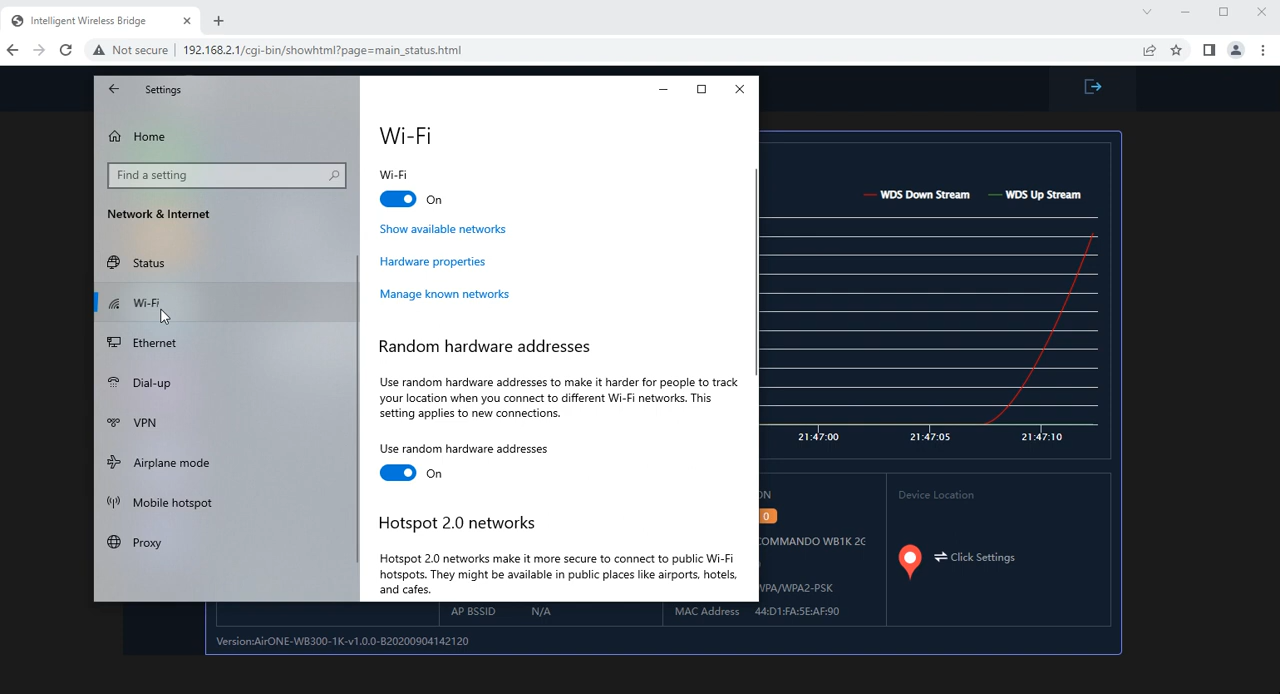 Intelligent Wireless Bridge
Not secure
192.168.2.1/cgi-bin/showhtml?page=main_status.html
Settings
Home
Find a setting
Network & Internet
Status
Wi-Fi
Ethernet
Dial-up
VPN
Airplane mode
Mobile hotspot
Proxy
Wi-Fi
Wi-Fi
On
Show available networks
Hardware properties
Manage known networks
Random hardware addresses
Use random hardware addresses to make it harder for people to track
your location when you connect to different Wi-Fi networks. This
setting applies to new connections.
Use random hardware addresses
On
Hotspot 2.0 networks
Hotspot 2.0 networks make it more secure to connect to public Wi-Fi
hotspots. They might be available in public places like airports, hotels,
and cafes.
WDS Down Stream WDS Up Stream
21:47:00 21:47:05 21:47:10
ON
0
COMMANDO WB1K 2G
WPA/WPA2-PSK
AP BSSID N/A
MAC Address 44:D1:FA:5E:AF:90
Device Location
Click Settings
Version:AirONE-WB300-1K-v1.0.0-B20200904142120